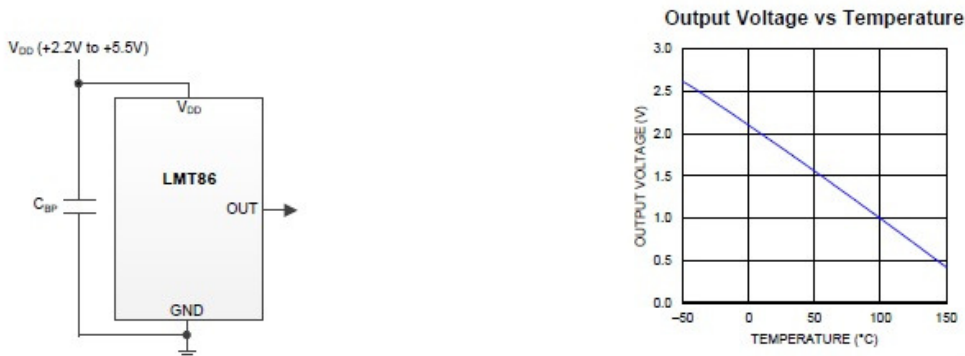 V_DD (+2.2V to +5.5V)
V_DD
LMT86
C_BP
OUT
GND
Output Voltage vs Temperature
OUTPUT VOLTAGE (V)
3.0
2.5
2.0
1.5
1.0
0.5
0.0
–50 0 50 100 150
TEMPERATURE (°C)